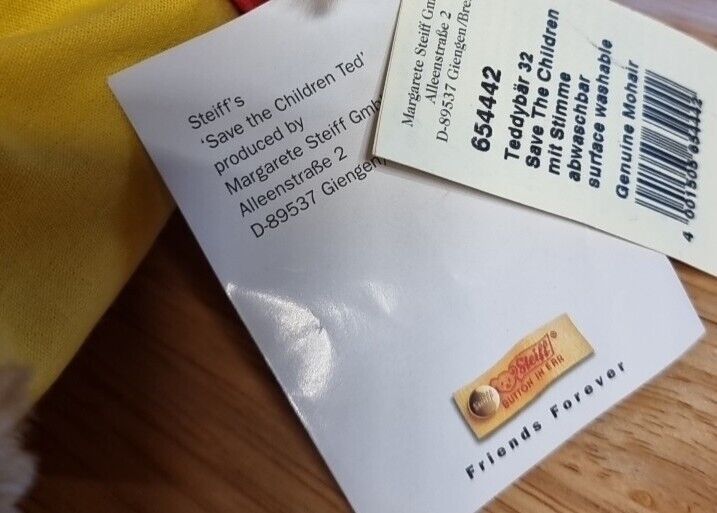 Steiff's
'Save the Children Ted'
produced by
Margarete Steiff Gmb
Alleenstraße 2
D-89537 Giengen/
Margarete Steiff Gm
Alleenstraße 2
D-89537 Giengen/Bre
654442
Teddybär 32
Save The Children
mit Stimme
abwaschbar
surface washable
Genuine Mohair
Steiff®
BUTTON IN EAR
Friends Forever